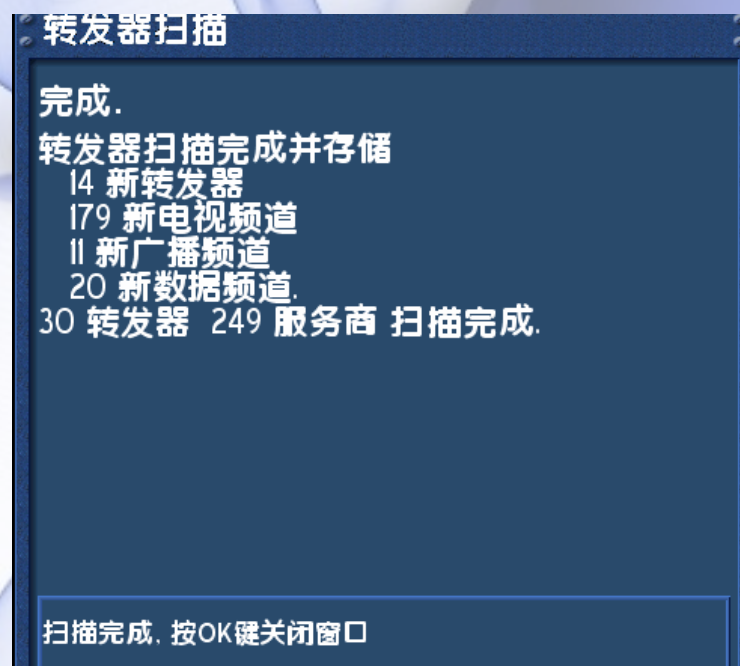 转发器扫描
完成.
转发器扫描完成并存储
14 新转发器
179 新电视频道
11 新广播频道
20 新数据频道.
30 转发器 249 服务商 扫描完成.
扫描完成, 按OK键关闭窗口